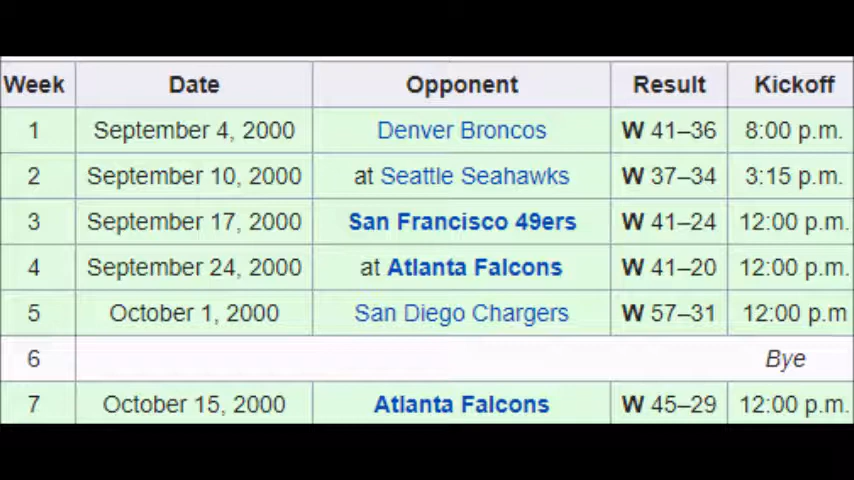 Week Date Opponent Result Kickoff
1 September 4, 2000 Denver Broncos W 41–36 8:00 p.m.
2 September 10, 2000 at Seattle Seahawks W 37–34 3:15 p.m.
3 September 17, 2000 San Francisco 49ers W 41–24 12:00 p.m.
4 September 24, 2000 at Atlanta Falcons W 41–20 12:00 p.m.
5 October 1, 2000 San Diego Chargers W 57–31 12:00 p.m
6 Bye
7 October 15, 2000 Atlanta Falcons W 45–29 12:00 p.m.